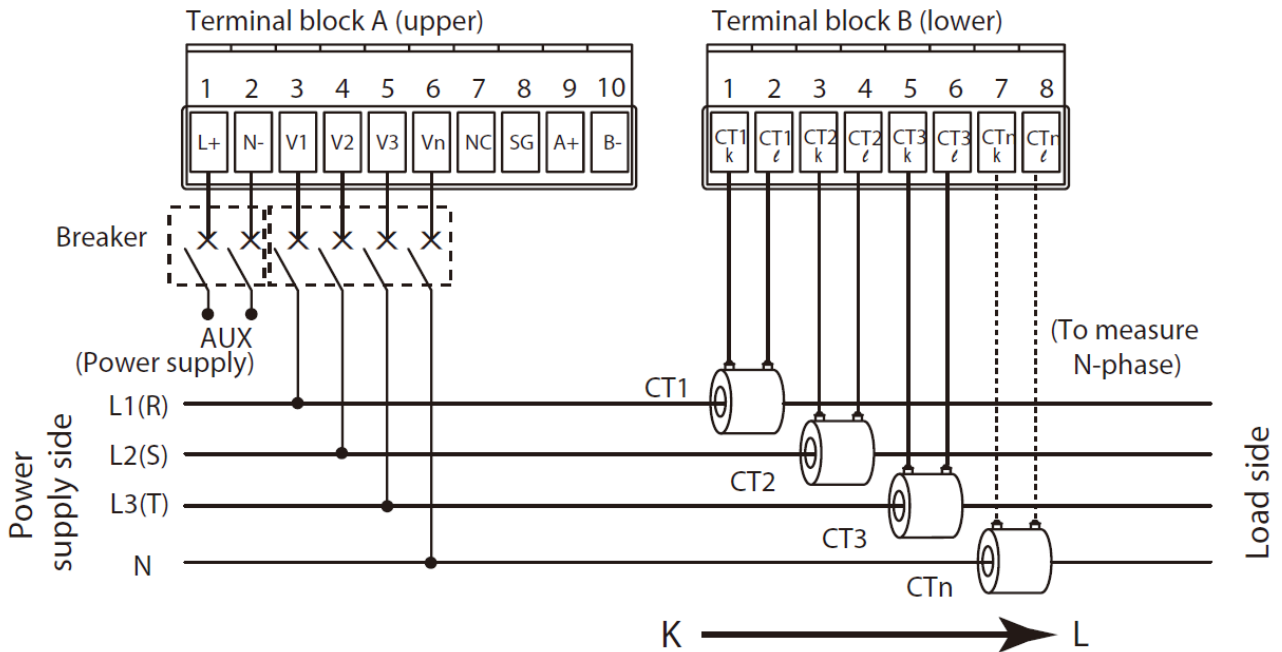 Terminal block A (upper)
Terminal block B (lower)
1 2 3 4 5 6 7 8 9 10
L+ N- V1 V2 V3 Vn NC SG A+ B-
1 2 3 4 5 6 7 8
CT1 k CT1 ℓ CT2 k CT2 ℓ CT3 k CT3 ℓ CTn k CTn ℓ
Breaker
AUX
(Power supply)
(To measure
N-phase)
L1(R)
L2(S)
L3(T)
N
Power
supply side
CT1
CT2
CT3
CTn
Load side
K L